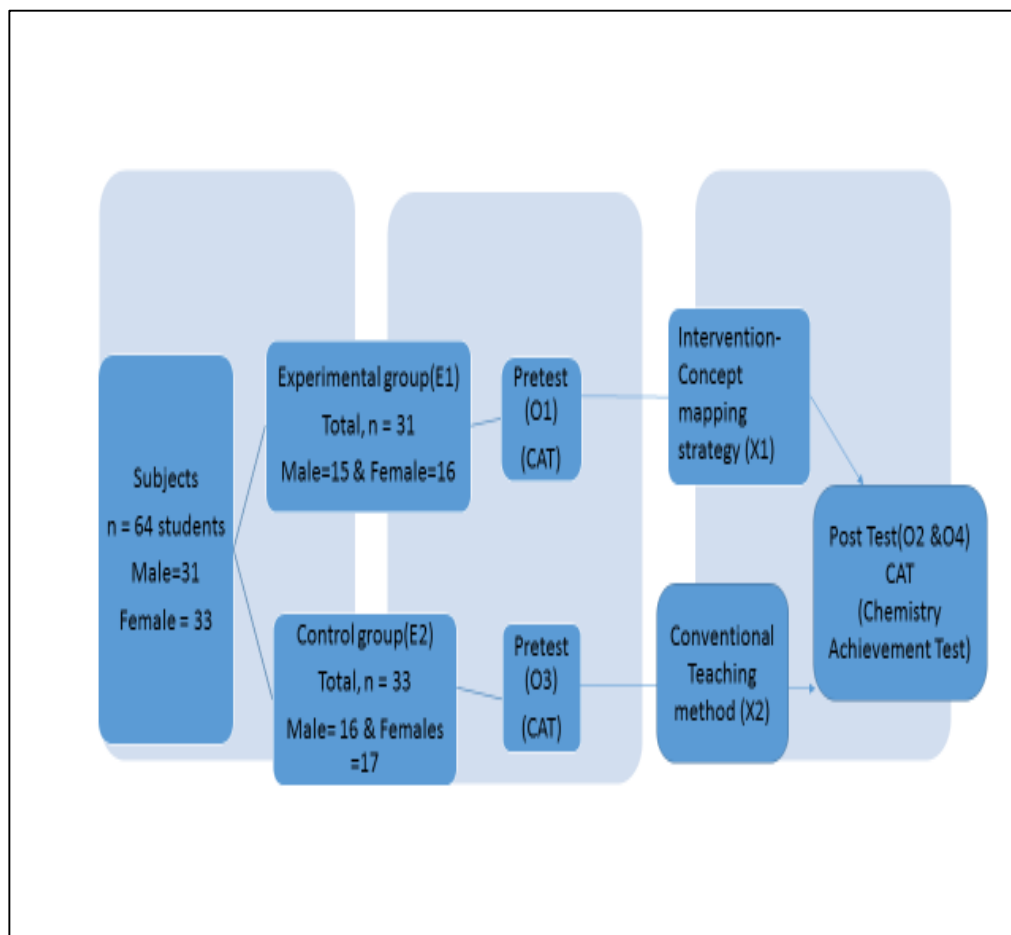 Subjects
n = 64 students
Male=31
Female = 33
Experimental group(E1)
Total, n = 31
Male=15 & Female=16
Control group(E2)
Total, n = 33
Male= 16 & Females
=17
Pretest
(O1)
(CAT)
Pretest
(O3)
(CAT)
Intervention-
Concept
mapping
strategy (X1)
Conventional
Teaching
method (X2)
Post Test(O2 &O4)
CAT
(Chemistry
Achievement Test)